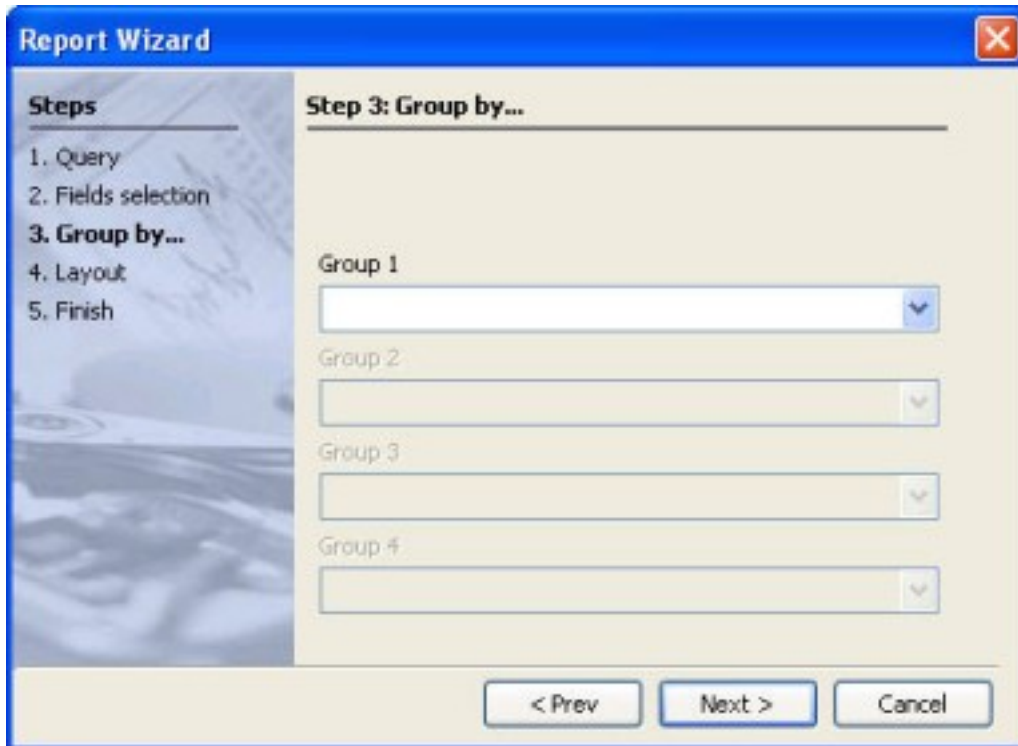 Report Wizard
Steps
1. Query
2. Fields selection
3. Group by...
4. Layout
5. Finish
Step 3: Group by...
Group 1
Group 2
Group 3
Group 4
< Prev
Next >
Cancel